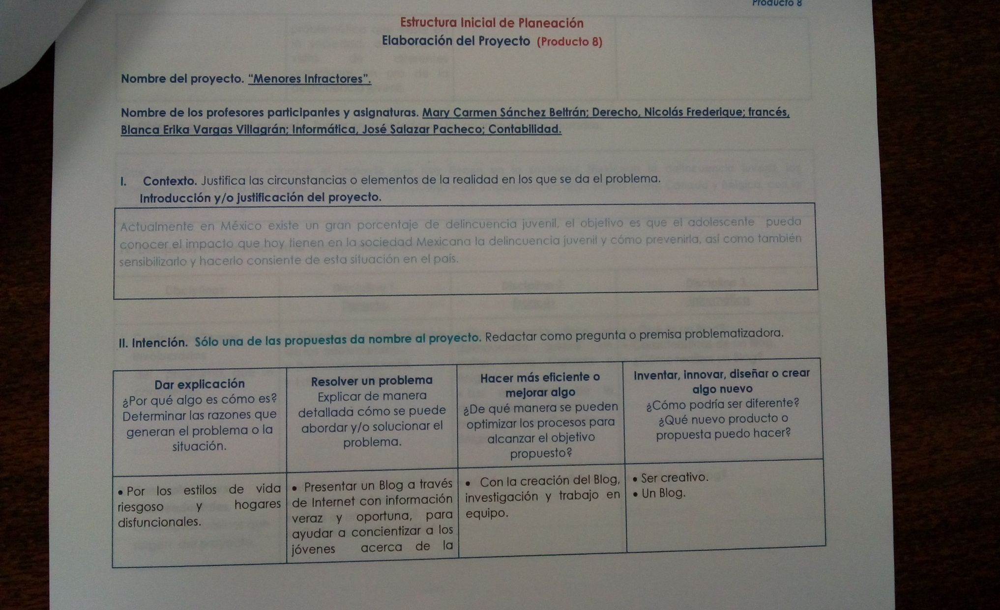 Producto 8
Estructura Inicial de Planeación
Elaboración del Proyecto (Producto 8)
Nombre del proyecto. “Menores Infractores”.
Nombre de los profesores participantes y asignaturas. Mary Carmen Sánchez Beltrán; Derecho, Nicolás Frederique; francés,
Blanca Erika Vargas Villagrán; Informática, José Salazar Pacheco; Contabilidad.
I. Contexto. Justifica las circunstancias o elementos de la realidad en los que se da el problema.
Introducción y/o justificación del proyecto.
Actualmente en México existe un gran porcentaje de delincuencia juvenil, el objetivo es que el adolescente pueda
conocer el impacto que hoy tienen en la sociedad Mexicana la delincuencia juvenil y cómo prevenirla, así como también
sensibilizarlo y hacerlo consiente de esta situación en el país.
II. Intención. Sólo una de las propuestas da nombre al proyecto. Redactar como pregunta o premisa problematizadora.
Dar explicación
¿Por qué algo es cómo es?
Determinar las razones que
generan el problema o la
situación.
Resolver un problema
Explicar de manera
detallada cómo se puede
abordar y/o solucionar el
problema.
Hacer más eficiente o
mejorar algo
¿De qué manera se pueden
optimizar los procesos para
alcanzar el objetivo
propuesto?
Inventar, innovar, diseñar o crear
algo nuevo
¿Cómo podría ser diferente?
¿Qué nuevo producto o
propuesta puedo hacer?
• Por los estilos de vida
riesgoso y hogares
disfuncionales.
• Presentar un Blog a través
de Internet con información
veraz y oportuna, para
ayudar a concientizar a los
jóvenes acerca de la
• Con la creación del Blog,
investigación y trabajo en
equipo.
• Ser creativo.
• Un Blog.